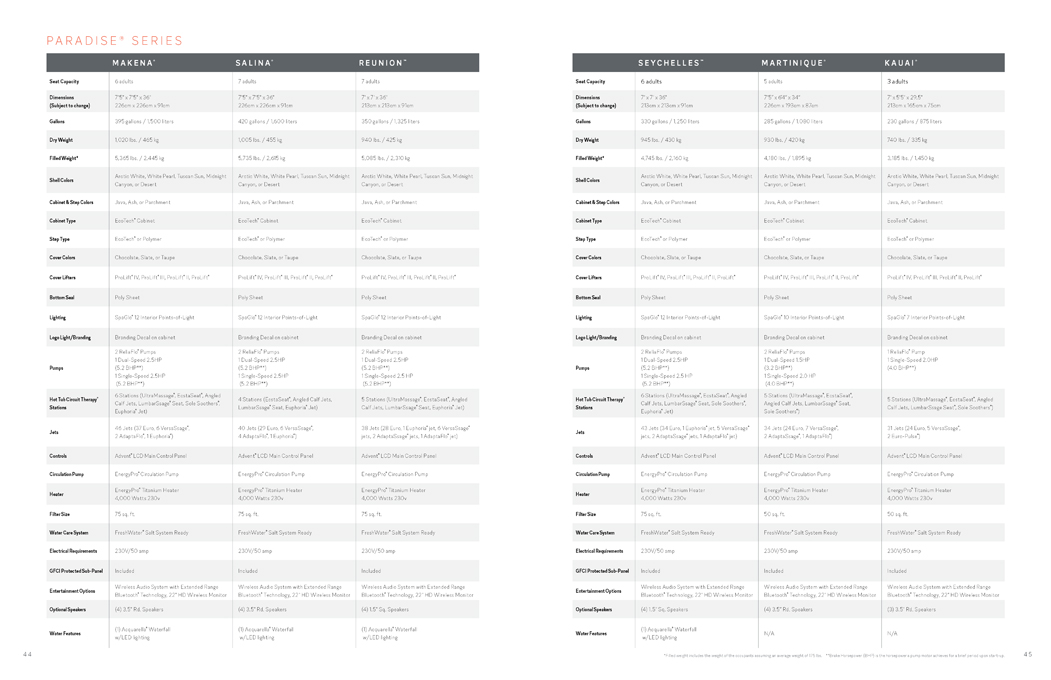 PARADISE® SERIES
MAKENA® SALINA® REUNION™
Seat Capacity 6 adults 7 adults 7 adults
Dimensions 7'5" x 7'5" x 36" 7'5" x 7'5" x 36" 7' x 7' x 36"
(Subject to change) 226cm x 226cm x 91cm 226cm x 226cm x 91cm 213cm x 213cm x 91cm
Gallons 395 gallons / 1,500 liters 420 gallons / 1,600 liters 350 gallons / 1,325 liters
Dry Weight 1,020 lbs. / 465 kg 1,005 lbs. / 455 kg 940 lbs. / 425 kg
Filled Weight* 5,365 lbs. / 2,445 kg 5,735 lbs. / 2,615 kg 5,085 lbs. / 2,310 kg
Shell Colors Arctic White, White Pearl, Tuscan Sun, Midnight Arctic White, White Pearl, Tuscan Sun, Midnight Arctic White, White Pearl, Tuscan Sun, Midnight
Canyon, or Desert Canyon, or Desert Canyon, or Desert
Cabinet & Step Colors Java, Ash, or Parchment Java, Ash, or Parchment Java, Ash, or Parchment
Cabinet Type EcoTech® Cabinet EcoTech® Cabinet EcoTech® Cabinet
Step Type EcoTech® or Polymer EcoTech® or Polymer EcoTech® or Polymer
Cover Colors Chocolate, Slate, or Taupe Chocolate, Slate, or Taupe Chocolate, Slate, or Taupe
Cover Lifters ProLift® IV, ProLift® III, ProLift® II, ProLift® ProLift® IV, ProLift® III, ProLift® II, ProLift® ProLift® IV, ProLift® III, ProLift® II, ProLift®
Bottom Seal Poly Sheet Poly Sheet Poly Sheet
Lighting SpaGlo® 12 Interior Points-of-Light SpaGlo® 12 Interior Points-of-Light SpaGlo® 12 Interior Points-of-Light
Logo Light/Branding Branding Decal on cabinet Branding Decal on cabinet Branding Decal on cabinet
Pumps 2 ReliaFlo® Pumps 2 ReliaFlo® Pumps 2 ReliaFlo® Pumps
1 Dual-Speed 2.5 HP 1 Dual-Speed 2.5 HP 1 Dual-Speed 2.5 HP
(5.2 BHP**) (5.2 BHP**) (5.2 BHP**)
1 Single-Speed 2.5HP 1 Single-Speed 2.5HP 1 Single-Speed 2.5 HP
(5.2 BHP**) (5.2 BHP**) (5.2 BHP**)
Hot Tub Circuit Therapy® 6 Stations (UltraMassage®, EcstaSeat®, Angled 4 Stations (EcstaSeat®, Angled Calf Jets, 5 Stations (UltraMassage®, EcstaSeat®, Angled
Stations Calf Jets, LumbarSsage® Seat, Sole Soothers®, LumbarSsage® Seat, Euphoria® Jet) Calf Jets, LumbarSsage® Seat, Euphoria® Jet)
Euphoria® Jet)
Jets 46 Jets (37 Euro, 6 VersaSsage®, 40 Jets (29 Euro, 6 VersaSsage®, 38 Jets (28 Euro, 1 Euphoria® jet, 6 VersaSsage®
2 AdaptaFlo®, 1 Euphoria®) 4 AdaptaFlo®, 1 Euphoria®) jets, 2 AdaptaSsage® jets, 1 AdaptaFlo® jet)
Controls Advent® LCD Main Control Panel Advent® LCD Main Control Panel Advent® LCD Main Control Panel
Circulation Pump EnergyPro® Circulation Pump EnergyPro® Circulation Pump EnergyPro® Circulation Pump
Heater EnergyPro® Titanium Heater EnergyPro® Titanium Heater EnergyPro® Titanium Heater
4,000 Watts 230v 4,000 Watts 230v 4,000 Watts 230v
Filter Size 75 sq. ft. 75 sq. ft. 75 sq. ft.
Water Care System FreshWater® Salt System Ready FreshWater® Salt System Ready FreshWater® Salt System Ready
Electrical Requirements 230V/50 amp 230V/50 amp 230V/50 amp
GFCI Protected Sub-Panel Included Included Included
Entertainment Options Wireless Audio System with Extended Range Wireless Audio System with Extended Range Wireless Audio System with Extended Range
Bluetooth® Technology, 22" HD Wireless Monitor Bluetooth® Technology, 22" HD Wireless Monitor Bluetooth® Technology, 22" HD Wireless Monitor
Optional Speakers (4) 3.5" Rd. Speakers (4) 3.5" Rd. Speakers (4) 1.5" Sq. Speakers
Water Features (1) Acquarella® Waterfall (1) Acquarella® Waterfall (1) Acquarella® Waterfall
w/LED lighting w/LED lighting w/LED lighting
44
SEYCHELLES™ MARTINIQUE® KAUAI®
Seat Capacity 6 adults 5 adults 3 adults
Dimensions 7' x 7' x 36" 7'5" x 6'4" x 34" 7' x 5'5" x 29.5"
(Subject to change) 213cm x 213cm x 91cm 226cm x 193cm x 87cm 213cm x 165cm x 75cm
Gallons 330 gallons / 1,250 liters 285 gallons / 1,080 liters 230 gallons / 875 liters
Dry Weight 945 lbs. / 430 kg 930 lbs. / 420 kg 740 lbs. / 335 kg
Filled Weight* 4,745 lbs. / 2,160 kg 4,180 lbs. / 1,895 kg 3,185 lbs. / 1,450 kg
Shell Colors Arctic White, White Pearl, Tuscan Sun, Midnight Arctic White, White Pearl, Tuscan Sun, Midnight Arctic White, White Pearl, Tuscan Sun, Midnight
Canyon, or Desert Canyon, or Desert Canyon, or Desert
Cabinet & Step Colors Java, Ash, or Parchment Java, Ash, or Parchment Java, Ash, or Parchment
Cabinet Type EcoTech® Cabinet EcoTech® Cabinet EcoTech® Cabinet
Step Type EcoTech® or Polymer EcoTech® or Polymer EcoTech® or Polymer
Cover Colors Chocolate, Slate, or Taupe Chocolate, Slate, or Taupe Chocolate, Slate, or Taupe
Cover Lifters ProLift® IV, ProLift® III, ProLift® II, ProLift® ProLift® IV, ProLift® III, ProLift® II, ProLift® ProLift® IV, ProLift® III, ProLift® II, ProLift®
Bottom Seal Poly Sheet Poly Sheet Poly Sheet
Lighting SpaGlo® 12 Interior Points-of-Light SpaGlo® 10 Interior Points-of-Light SpaGlo® 7 Interior Points-of-Light
Logo Light/Branding Branding Decal on cabinet Branding Decal on cabinet Branding Decal on cabinet
Pumps 2 ReliaFlo® Pumps 2 ReliaFlo® Pumps 1 ReliaFlo® Pump
1 Dual-Speed 2.5 HP 1 Dual-Speed 1.5 HP 1 Single-Speed 2.0 HP
(5.2 BHP**) (3.2 BHP**) (4.0 BHP**)
1 Single-Speed 2.5 HP 1 Single-Speed 2.0 HP
(5.2 BHP**) (4.0 BHP**)
Hot Tub Circuit Therapy® 6 Stations (UltraMassage®, EcstaSeat®, Angled 5 Stations (UltraMassage®, EcstaSeat®, 5 Stations (UltraMassage®, EcstaSeat®, Angled
Stations Calf Jets, LumbarSsage® Seat, Sole Soothers®, Angled Calf Jets, LumbarSsage® Seat, Calf Jets, LumbarSsage® Seat, Sole Soothers®)
Euphoria® Jet) Sole Soothers®)
Jets 43 Jets (34 Euro, 1 Euphoria® jet, 5 VersaSsage® 34 Jets (24 Euro, 7 VersaSsage®, 31 Jets (24 Euro, 5 VersaSsage®,
jets, 2 AdaptaSsage® jets, 1 AdaptaFlo® jet) 2 AdaptaSsage®, 1 AdaptaFlo®) 2 Euro-Pulse®)
Controls Advent® LCD Main Control Panel Advent® LCD Main Control Panel Advent® LCD Main Control Panel
Circulation Pump EnergyPro® Circulation Pump EnergyPro® Circulation Pump EnergyPro® Circulation Pump
Heater EnergyPro® Titanium Heater EnergyPro® Titanium Heater EnergyPro® Titanium Heater
4,000 Watts 230v 4,000 Watts 230v 4,000 Watts 230v
Filter Size 75 sq. ft. 50 sq. ft. 50 sq. ft.
Water Care System FreshWater® Salt System Ready FreshWater® Salt System Ready FreshWater® Salt System Ready
Electrical Requirements 230V/50 amp 230V/50 amp 230V/50 amp
GFCI Protected Sub-Panel Included Included Included
Entertainment Options Wireless Audio System with Extended Range Wireless Audio System with Extended Range Wireless Audio System with Extended Range
Bluetooth® Technology, 22" HD Wireless Monitor Bluetooth® Technology, 22" HD Wireless Monitor Bluetooth® Technology, 22" HD Wireless Monitor
Optional Speakers (4) 1.5" Sq. Speakers (4) 3.5" Rd. Speakers (3) 3.5" Rd. Speakers
Water Features (1) Acquarella® Waterfall N/A N/A
w/LED lighting
*Filled weight includes the weight of the occupants assuming an average weight of 175 lbs. **Brake horsepower (BHP) is the horsepower a pump motor delivers for a brief period upon start-up.
45